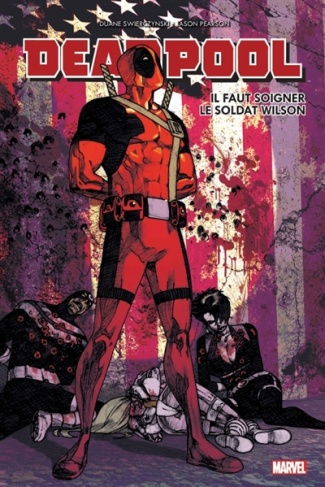 DUANE SWIERCZYNSKI JASON PEARSON
DEADPOOL
IL FAUT SOIGNER
LE SOLDAT WILSON
MARVEL